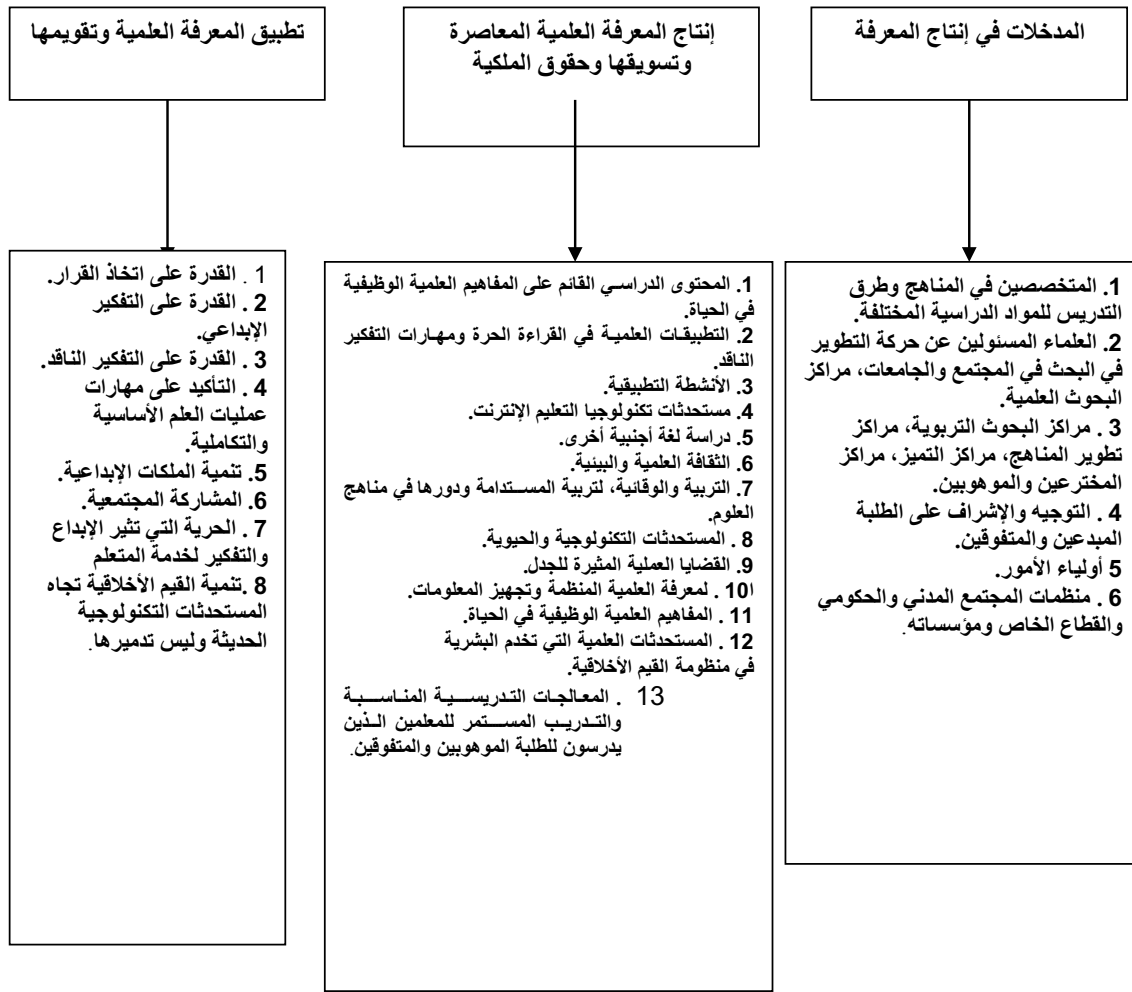 المدخلات في إنتاج المعرفة
إنتاج المعرفة العلمية المعاصرة
وتسويقها وحقوق الملكية
تطبيق المعرفة العلمية وتقويمها
1. المتخصصين في المناهج وطرق
التدريس للمواد الدراسية المختلفة.
2. العلماء المسئولين عن حركة التطوير
في البحث في المجتمع والجامعات، مراكز
البحوث العلمية.
3 . مراكز البحوث التربوية، مراكز
تطوير المناهج، مراكز التميز، مراكز
المخترعين والموهوبين.
4 . التوجيه والإشراف على الطلبة
المبدعين والمتفوقين.
5 أولياء الأمور.
6 . منظمات المجتمع المدني والحكومي
والقطاع الخاص ومؤسساته.
1. المحتوى الدراسي القائم على المفاهيم العلمية الوظيفية
في الحياة.
2. التطبيقات العلمية في القراءة الحرة ومهارات التفكير
الناقد.
3. الأنشطة التطبيقية.
4. مستحدثات تكنولوجيا التعليم الإنترنت.
5. دراسة لغة أجنبية أخرى.
6. الثقافة العلمية والبيئية.
7. التربية والوقائية، لتربية المستدامة ودورها في مناهج
العلوم.
8 . المستحدثات التكنولوجية والحيوية.
9. القضايا العملية المثيرة للجدل.
10ا . لمعرفة العلمية المنظمة وتجهيز المعلومات.
11 . المفاهيم العلمية الوظيفية في الحياة.
12 . المستحدثات العلمية التي تخدم البشرية
في منظومة القيم الأخلاقية.
13 . المعالجات التدريسية المناسبة
والتدريب المستمر للمعلمين الذين
يدرسون للطلبة الموهوبين والمتفوقين.
1 . القدرة على اتخاذ القرار.
2 . القدرة على التفكير
الإبداعي.
3 . القدرة على التفكير الناقد.
4 . التأكيد على مهارات
عمليات العلم الأساسية
والتكاملية.
5. تنمية الملكات الإبداعية.
6. المشاركة المجتمعية.
7 . الحرية التي تثير الإبداع
والتفكير لخدمة المتعلم
8 .تنمية القيم الأخلاقية تجاه
المستحدثات التكنولوجية
الحديثة وليس تدميرها.